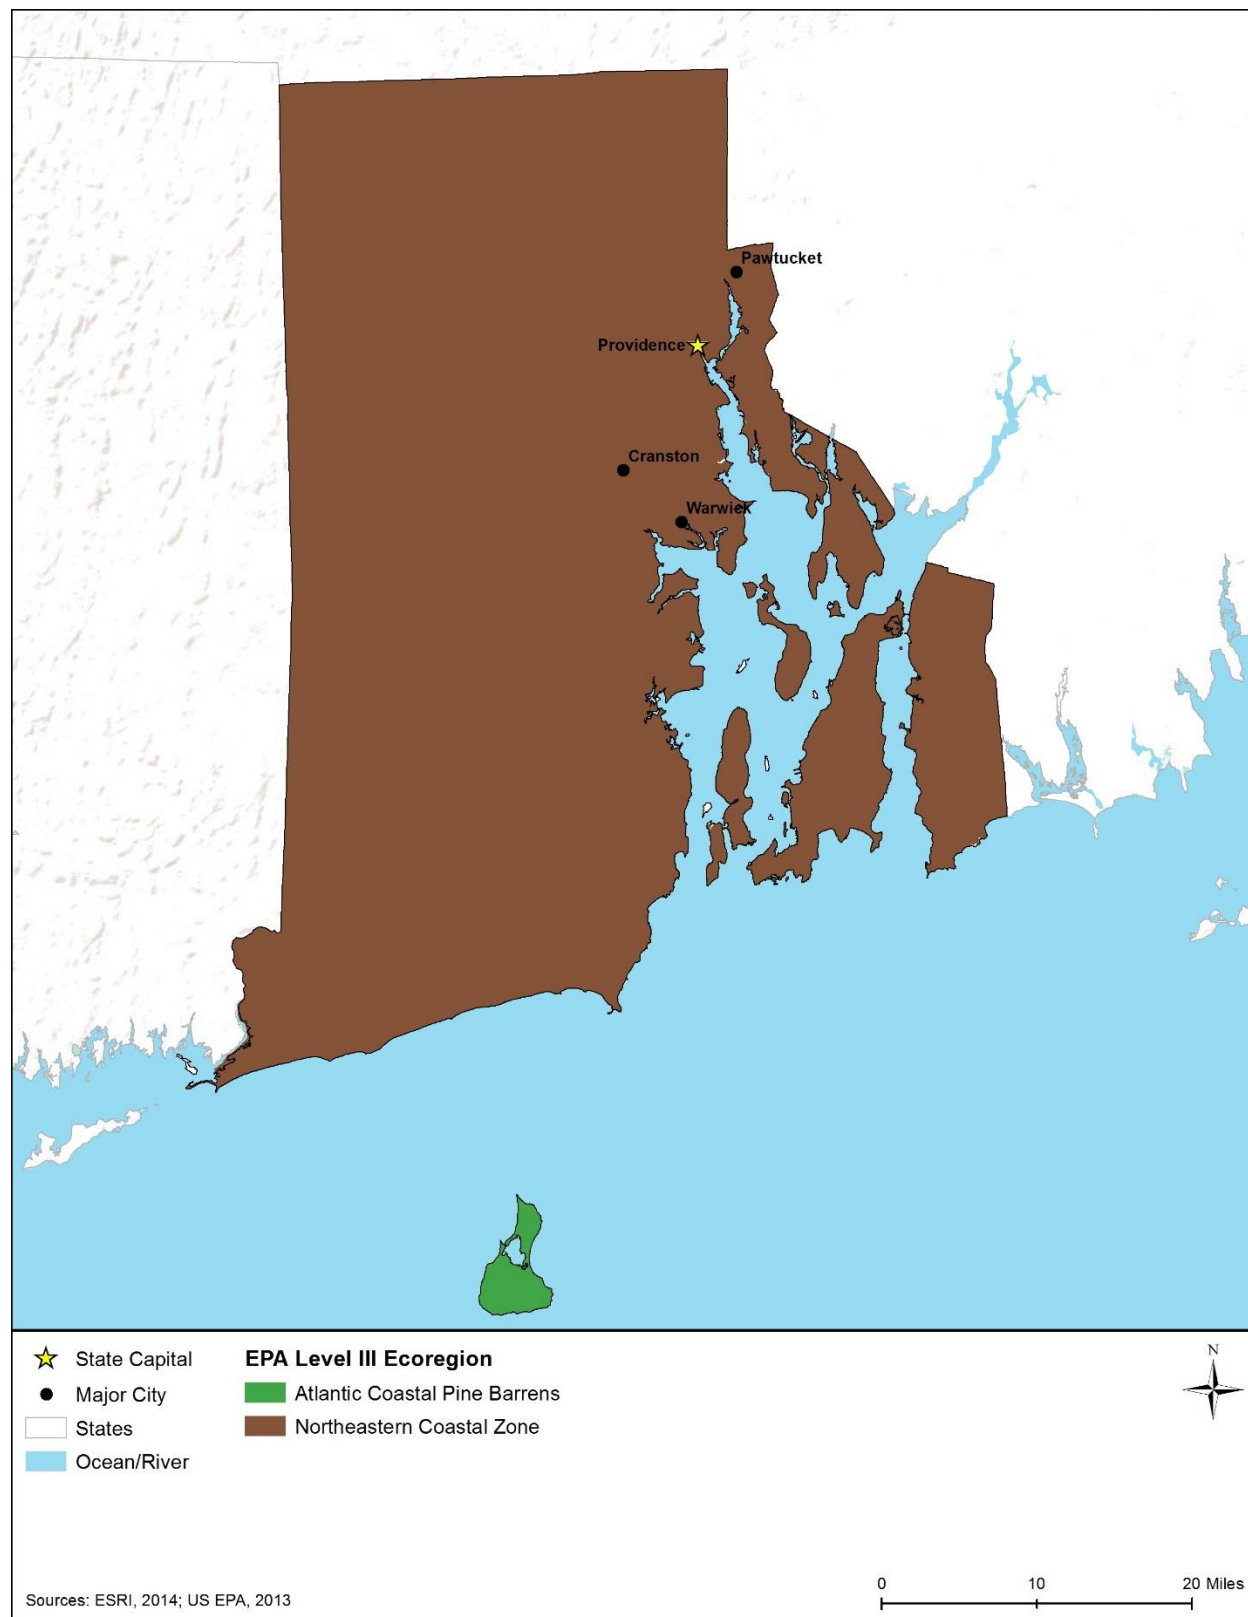 Pawtucket
Providence
Cranston
Warwick
State Capital
Major City
States
Ocean/River
EPA Level III Ecoregion
Atlantic Coastal Pine Barrens
Northeastern Coastal Zone
N
Sources: ESRI, 2014; US EPA, 2013
0 10 20 Miles